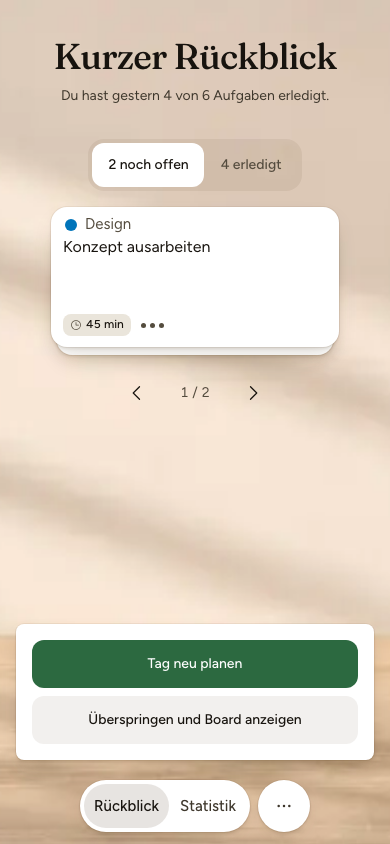 Kurzer Rückblick
Du hast gestern 4 von 6 Aufgaben erledigt.
2 noch offen
4 erledigt
Design
Konzept ausarbeiten
45 min
1 / 2
Tag neu planen
Überspringen und Board anzeigen
Rückblick
Statistik